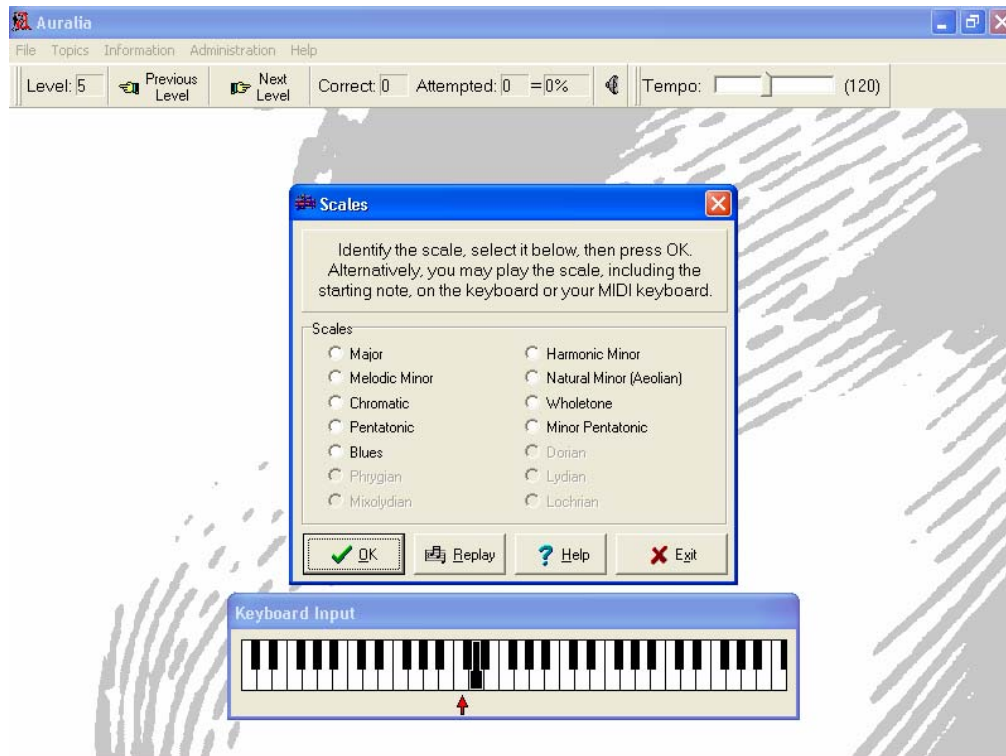 Auralia
File Topics Information Administration Help
Level: 5 Previous Level Next Level Correct: 0 Attempted: 0 =0% Tempo: (120)
Scales
Identify the scale, select it below, then press OK.
Alternatively, you may play the scale, including the
starting note, on the keyboard or your MIDI keyboard.
Scales
Major Harmonic Minor
Melodic Minor Natural Minor (Aeolian)
Chromatic Wholetone
Pentatonic Minor Pentatonic
Blues Dorian
Phrygian Lydian
Mixolydian Lochrian
OK Replay Help Exit
Keyboard Input